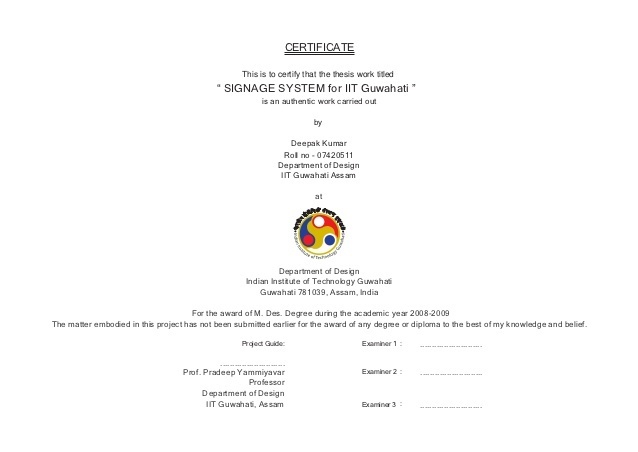 CERTIFICATE
This is to certify that the thesis work titled
“ SIGNAGE SYSTEM for IIT Guwahati ”
is an authentic work carried out
by
Deepak Kumar
Roll no - 07420511
Department of Design
IIT Guwahati Assam
at
Indian Institute of Technology Guwahati
Department of Design
Indian Institute of Technology Guwahati
Guwahati 781039, Assam, India
For the award of M. Des. Degree during the academic year 2008-2009
The matter embodied in this project has not been submitted earlier for the award of any degree or diploma to the best of my knowledge and belief.
Project Guide:
..........................
Prof. Pradeep Yammiyavar
Professor
Department of Design
IIT Guwahati, Assam
Examiner 1 : .........................
Examiner 2 : .........................
Examiner 3 : .........................